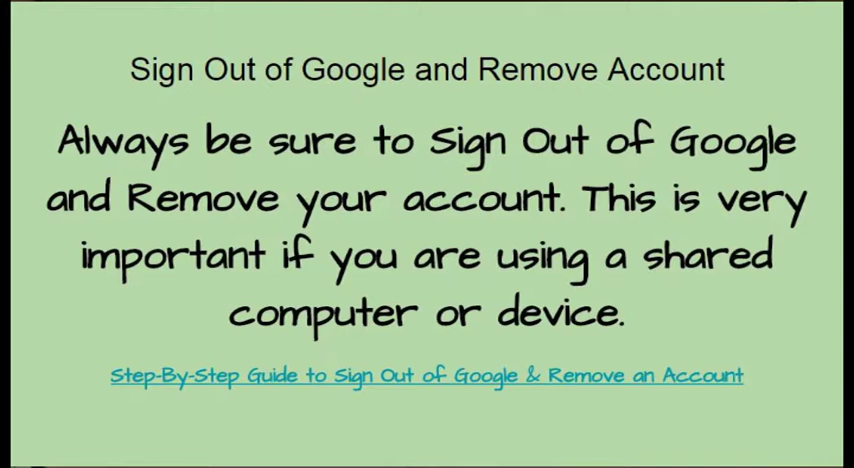 Sign Out of Google and Remove Account
Always be sure to Sign Out of Google
and Remove your account. This is very
important if you are using a shared
computer or device.
Step-By-Step Guide to Sign Out of Google & Remove an Account